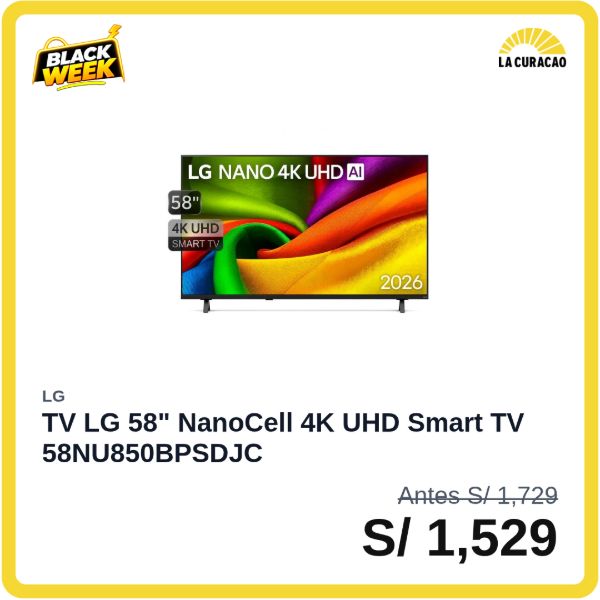 BLACK
WEEK
LA CURACAO
LG NANO 4K UHD AI
58"
4K UHD
SMART TV
2026
LG
TV LG 58" NanoCell 4K UHD Smart TV
58NU850BPSDJC
Antes S/ 1,729
S/ 1,529